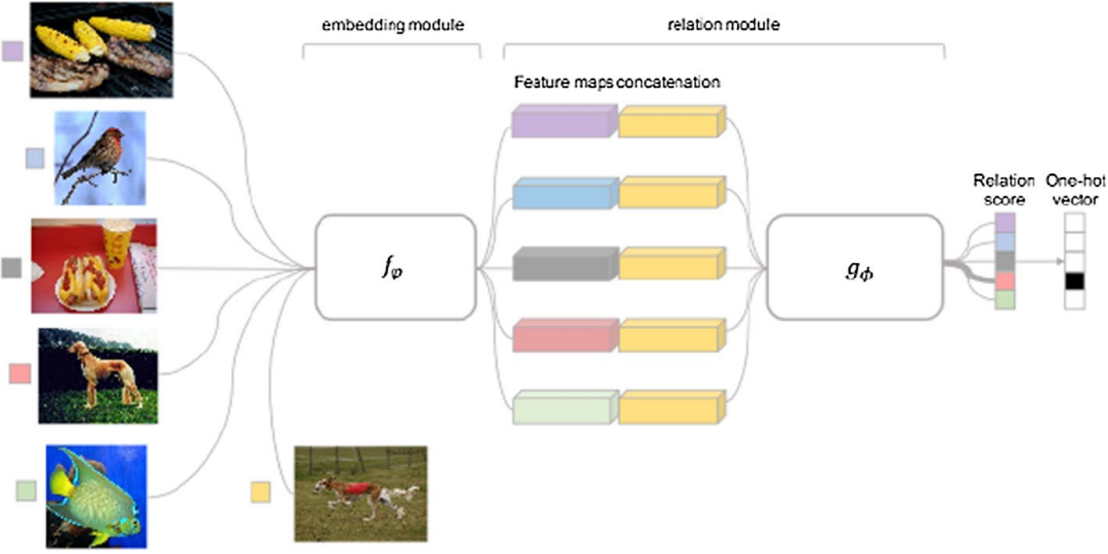 embedding module
relation module
Feature maps concatenation
Relation
score
One-hot
vector
fφ
gϕ